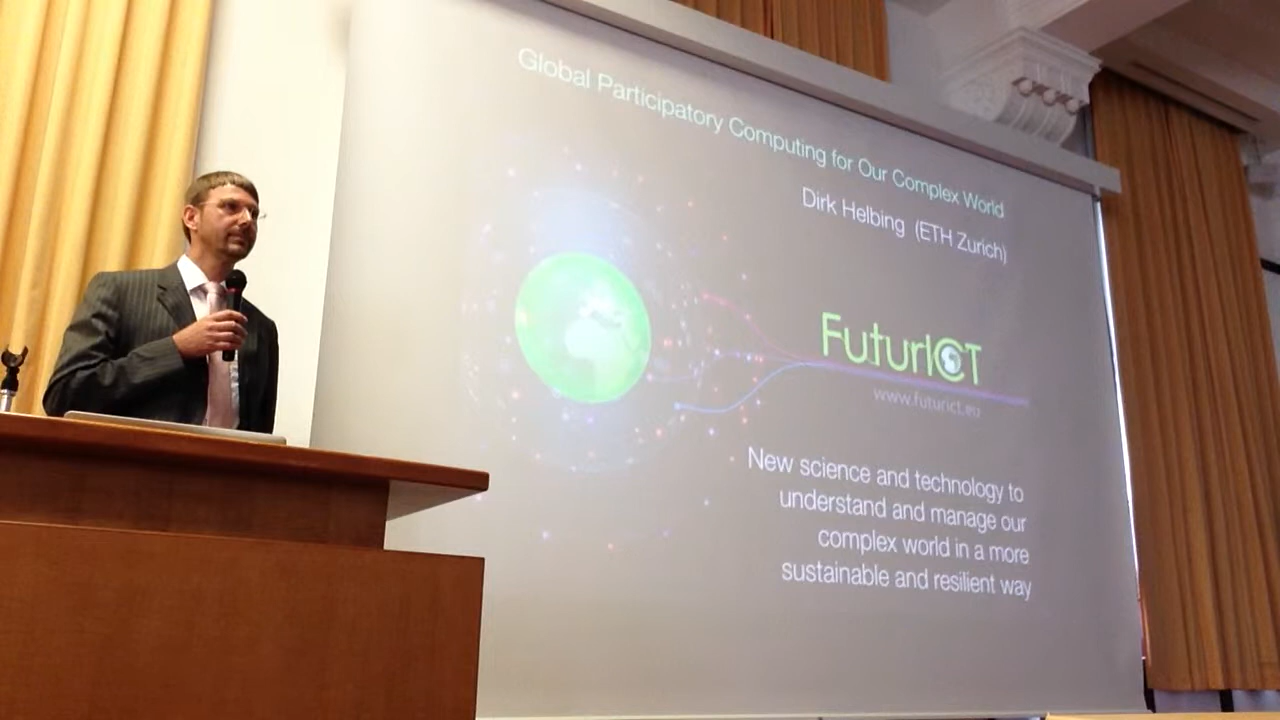 Global Participatory Computing for Our Complex World
Dirk Helbing (ETH Zurich)
FuturICT
www.futurict.eu
New science and technology to
understand and manage our
complex world in a more
sustainable and resilient way